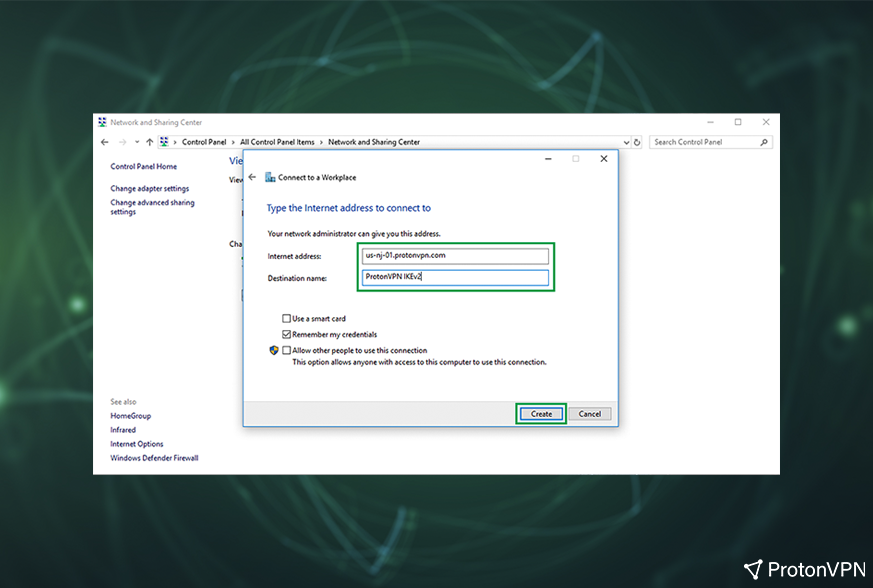 Network and Sharing Center
Control Panel > All Control Panel Items > Network and Sharing Center
Search Control Panel
Control Panel Home
Change adapter settings
Change advanced sharing
settings
Connect to a Workplace
Type the Internet address to connect to
Your network administrator can give you this address.
Internet address:
us-nj-01.protonvpn.com
Destination name:
ProtonVPN IKEv2
Use a smart card
Remember my credentials
Allow other people to use this connection
This option allows anyone with access to this computer to use this connection.
Create
Cancel
See also
HomeGroup
Infrared
Internet Options
Windows Defender Firewall
ProtonVPN